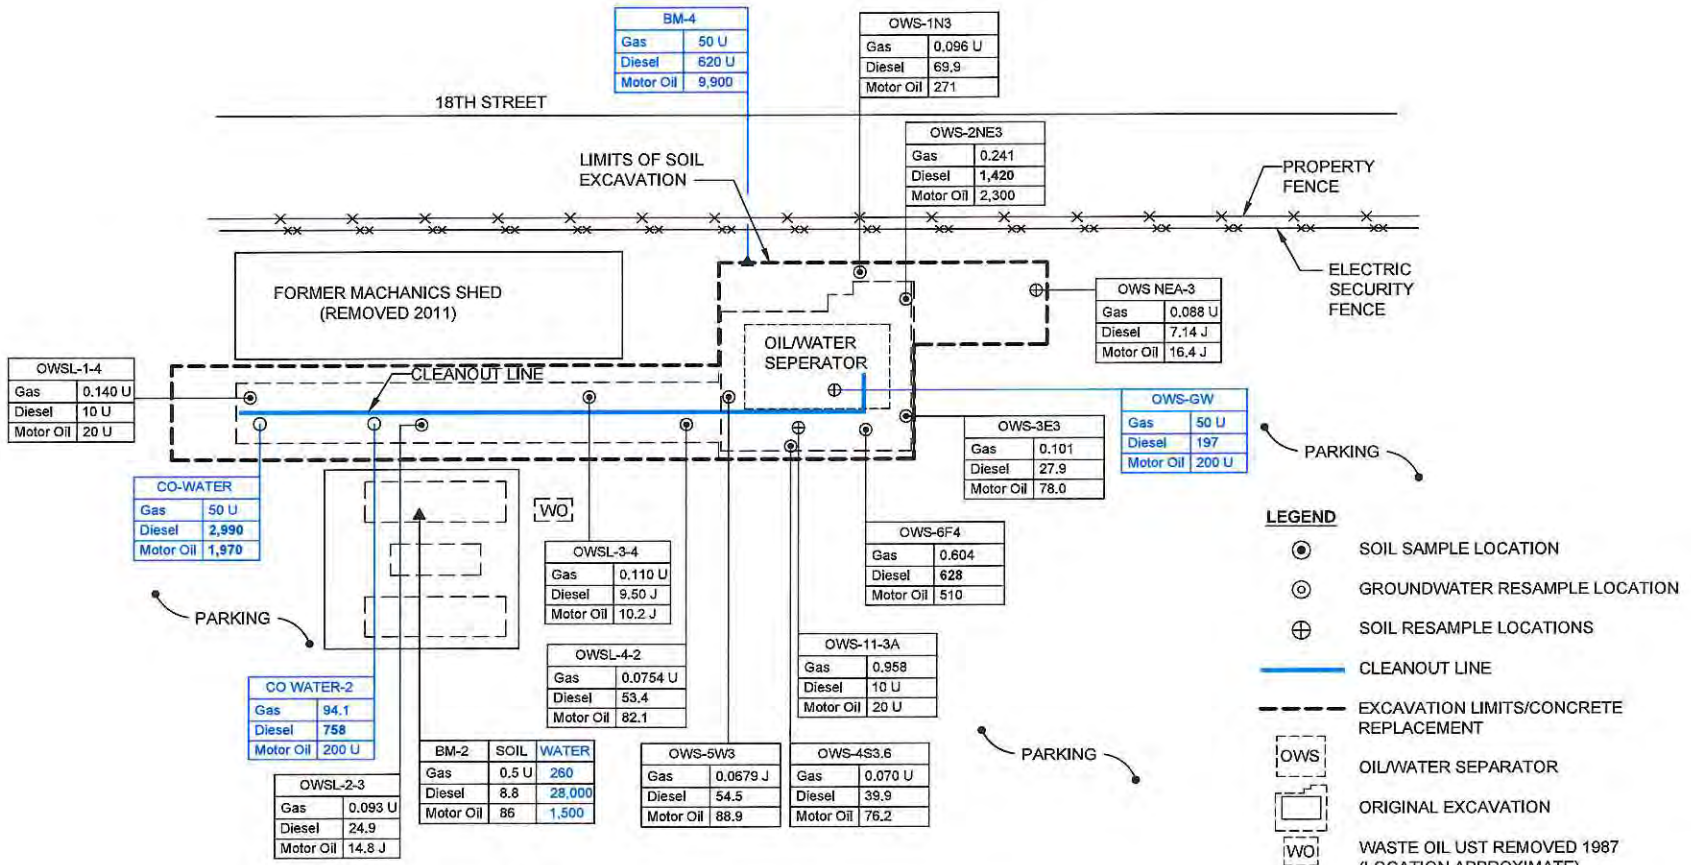 BM-4
Gas 50 U
Diesel 620 U
Motor Oil 9,900
OWS-1N3
Gas 0.096 U
Diesel 69.9
Motor Oil 271
18TH STREET
OWS-2NE3
Gas 0.241
Diesel 1,420
Motor Oil 2,300
LIMITS OF SOIL
EXCAVATION
PROPERTY
FENCE
ELECTRIC
SECURITY
FENCE
FORMER MACHANICS SHED
(REMOVED 2011)
OWS NEA-3
Gas 0.088 U
Diesel 7.14 J
Motor Oil 16.4 J
OIL/WATER
SEPERATOR
OWSL-1-4
Gas 0.140 U
Diesel 10 U
Motor Oil 20 U
CLEANOUT LINE
OWS-GW
Gas 50 U
Diesel 197
Motor Oil 200 U
OWS-3E3
Gas 0.101
Diesel 27.9
Motor Oil 78.0
PARKING
CO-WATER
Gas 50 U
Diesel 2,990
Motor Oil 1,970
WO
OWSL-3-4
Gas 0.110 U
Diesel 9.50 J
Motor Oil 10.2 J
OWS-6F4
Gas 0.604
Diesel 628
Motor Oil 510
PARKING
OWSL-4-2
Gas 0.0754 U
Diesel 53.4
Motor Oil 82.1
OWS-11-3A
Gas 0.958
Diesel 10 U
Motor Oil 20 U
CO WATER-2
Gas 94.1
Diesel 758
Motor Oil 200 U
BM-2 SOIL WATER
Gas 0.5 U 260
Diesel 8.8 28,000
Motor Oil 86 1,500
OWS-5W3
Gas 0.0679 J
Diesel 54.5
Motor Oil 88.9
OWS-4S3.6
Gas 0.070 U
Diesel 39.9
Motor Oil 76.2
PARKING
OWSL-2-3
Gas 0.093 U
Diesel 24.9
Motor Oil 14.8 J
LEGEND
SOIL SAMPLE LOCATION
GROUNDWATER RESAMPLE LOCATION
SOIL RESAMPLE LOCATIONS
CLEANOUT LINE
EXCAVATION LIMITS/CONCRETE
REPLACEMENT
OWS
OIL/WATER SEPARATOR
ORIGINAL EXCAVATION
WO
WASTE OIL UST REMOVED 1987
(LOCATION APPROXIMATE)